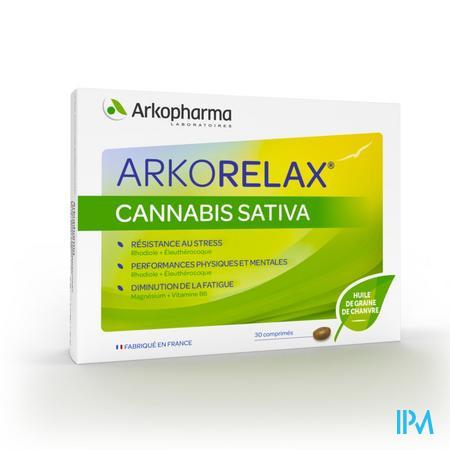 Arkopharma
LABORATOIRES
ARKORELAX®
CANNABIS SATIVA
RÉSISTANCE AU STRESS
Rhodiole + Éleuthérocoque
PERFORMANCES PHYSIQUES ET MENTALES
Rhodiole + Éleuthérocoque
DIMINUTION DE LA FATIGUE
Magnésium + Vitamine B6
HUILE
DE GRAINE
DE CHANVRE
30 comprimés
FABRIQUÉ EN FRANCE
IPM